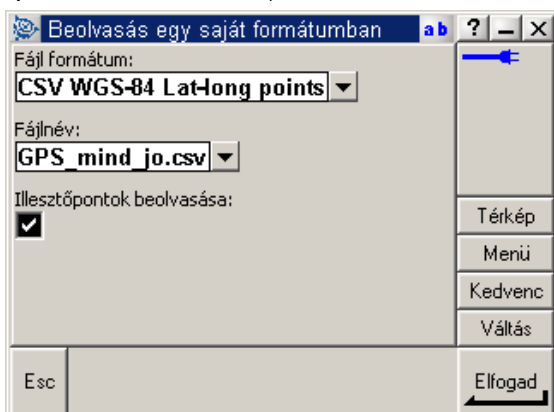 Beolvasás egy saját formátumban ab ? – X
Fájl formátum:
CSV WGS-84 Lat-long points
Fájlnév:
GPS_mind_jo.csv
Illesztőpontok beolvasása:
Térkép
Menü
Kedvenc
Váltás
Esc
Elfogad